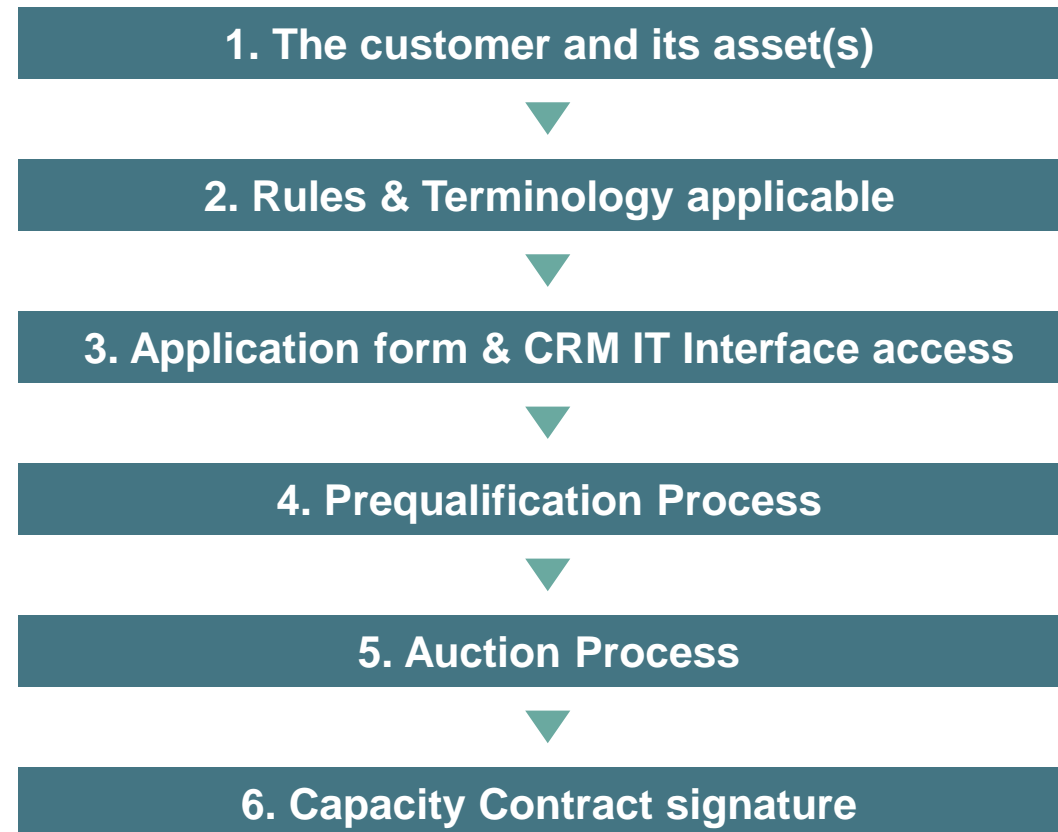 1. The customer and its asset(s)
2. Rules & Terminology applicable
3. Application form & CRM IT Interface access
4. Prequalification Process
5. Auction Process
6. Capacity Contract signature